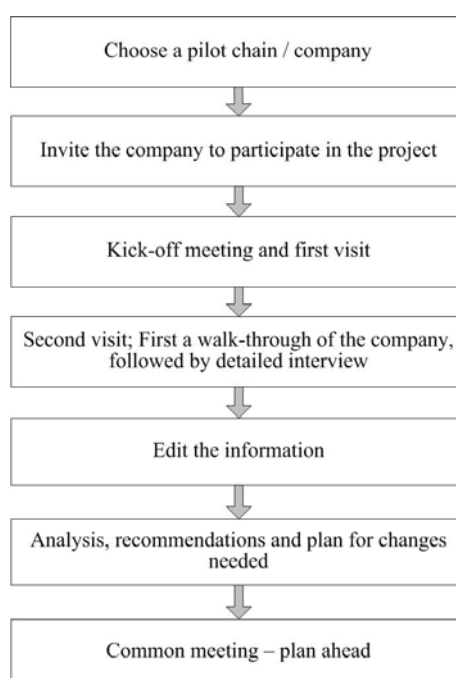 Choose a pilot chain / company
Invite the company to participate in the project
Kick-off meeting and first visit
Second visit; First a walk-through of the company,
followed by detailed interview
Edit the information
Analysis, recommendations and plan for changes
needed
Common meeting – plan ahead